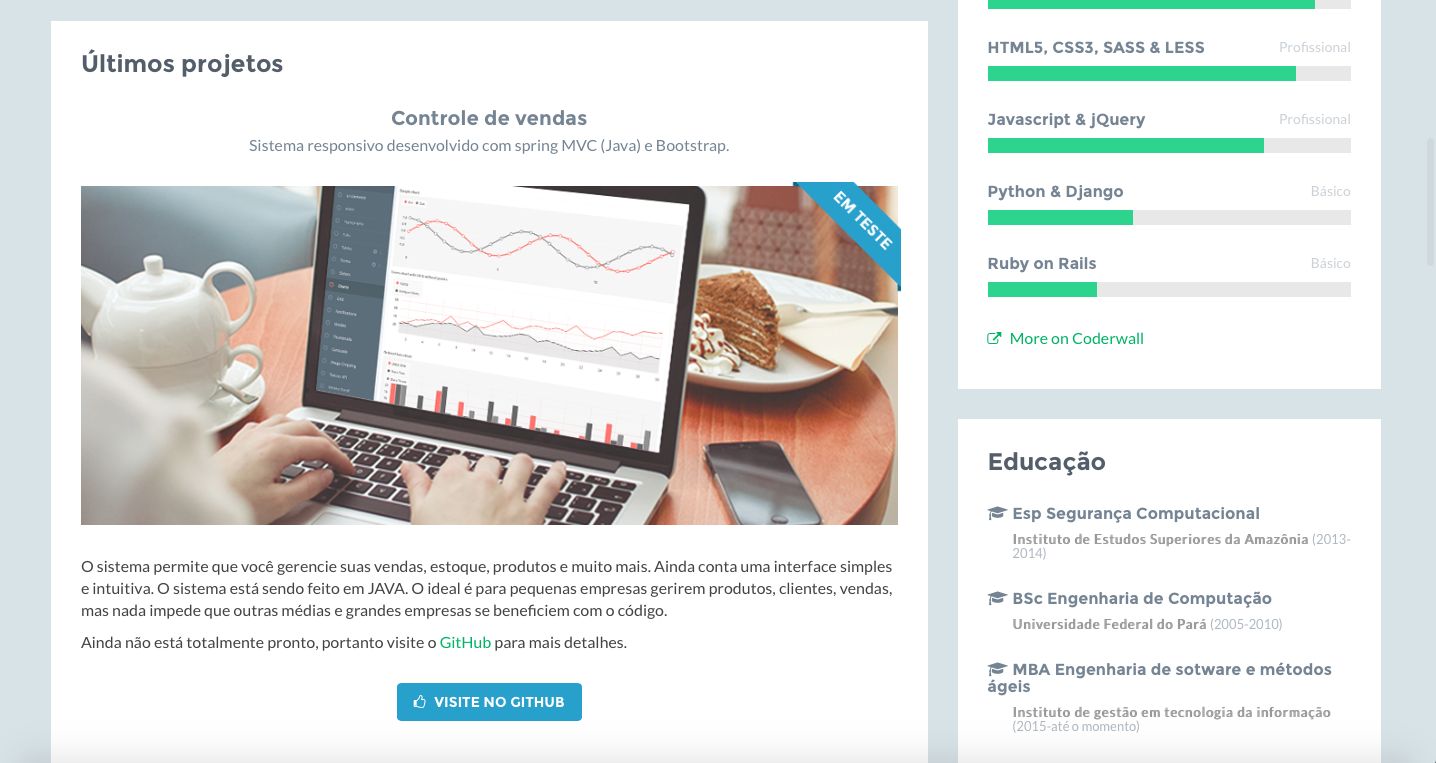 Últimos projetos
Controle de vendas
Sistema responsivo desenvolvido com spring MVC (Java) e Bootstrap.
EM TESTE
O sistema permite que você gerencie suas vendas, estoque, produtos e muito mais. Ainda conta uma interface simples
e intuitiva. O sistema está sendo feito em JAVA. O ideal é para pequenas empresas gerirem produtos, clientes, vendas,
mas nada impede que outras médias e grandes empresas se beneficiem com o código.
Ainda não está totalmente pronto, portanto visite o GitHub para mais detalhes.
VISITE NO GITHUB
HTML5, CSS3, SASS & LESS Profissional
Javascript & jQuery Profissional
Python & Django Básico
Ruby on Rails Básico
More on Coderwall
Educação
Esp Segurança Computacional
Instituto de Estudos Superiores da Amazônia (2013-
2014)
BSc Engenharia de Computação
Universidade Federal do Pará (2005-2010)
MBA Engenharia de sotware e métodos
ágeis
Instituto de gestão em tecnologia da informação
(2015-até o momento)